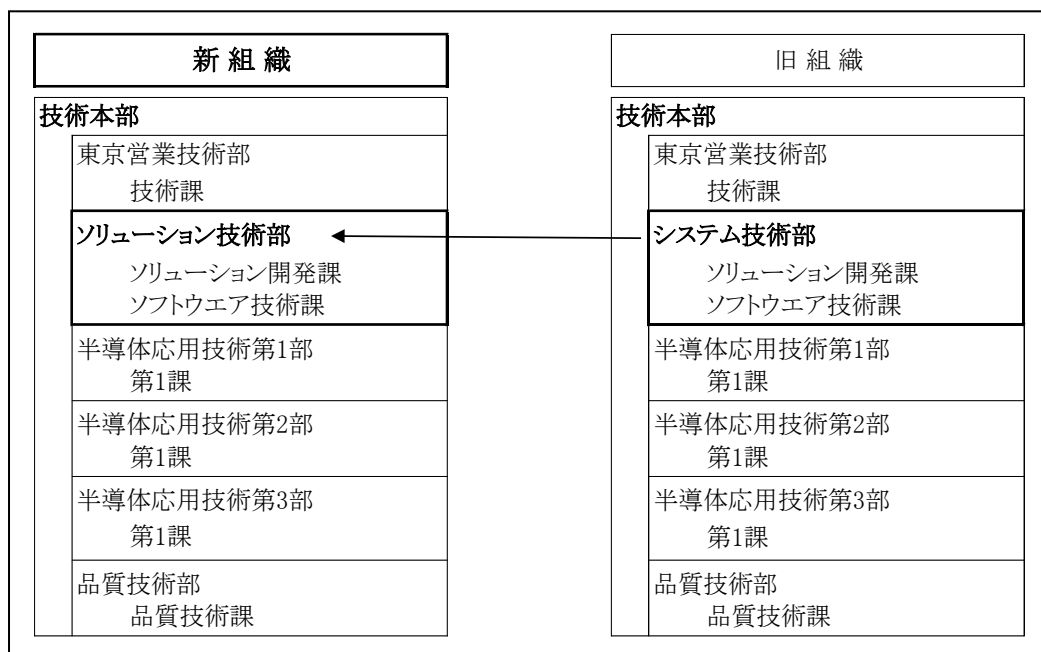 新 組 織
技術本部
東京営業技術部
技術課
ソリューション技術部
ソリューション開発課
ソフトウエア技術課
半導体応用技術第1部
第1課
半導体応用技術第2部
第1課
半導体応用技術第3部
第1課
品質技術部
品質技術課
旧 組 織
技術本部
東京営業技術部
技術課
システム技術部
ソリューション開発課
ソフトウエア技術課
半導体応用技術第1部
第1課
半導体応用技術第2部
第1課
半導体応用技術第3部
第1課
品質技術部
品質技術課